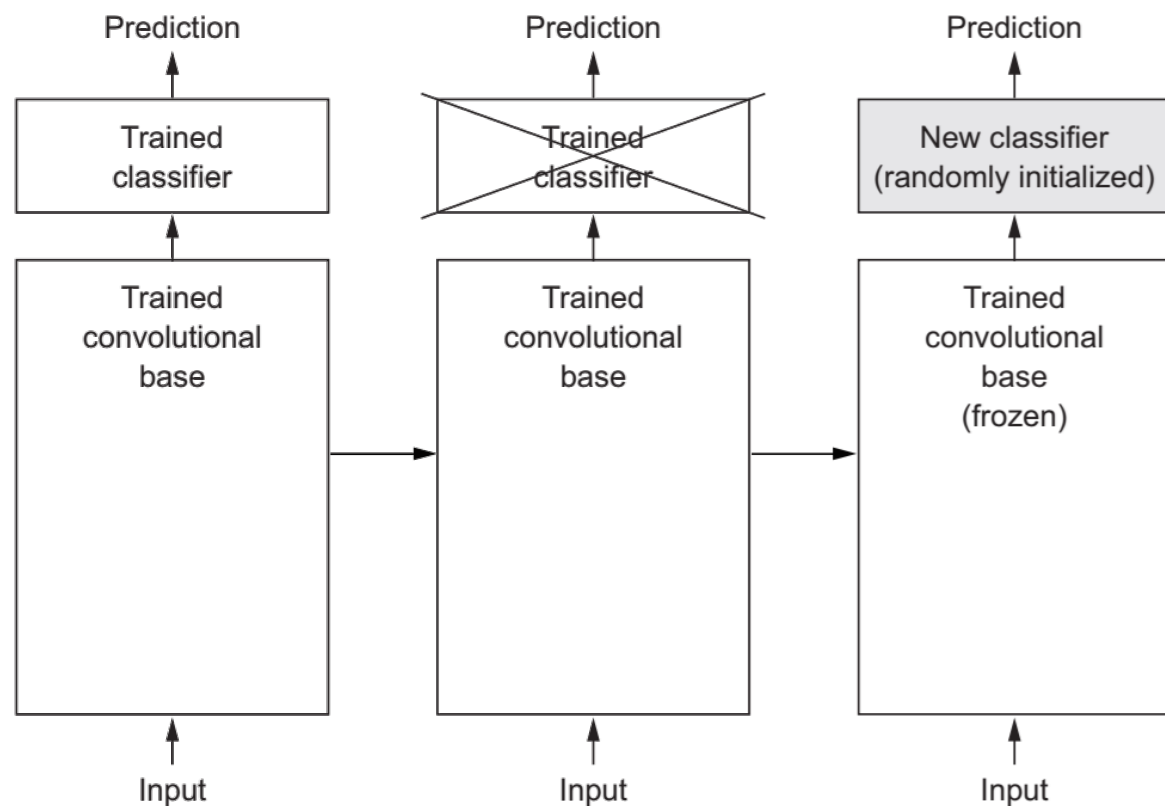 Prediction
Trained
classifier
Trained
convolutional
base
Input
Prediction
Trained
classifier
Trained
convolutional
base
Input
Prediction
New classifier
(randomly initialized)
Trained
convolutional
base
(frozen)
Input